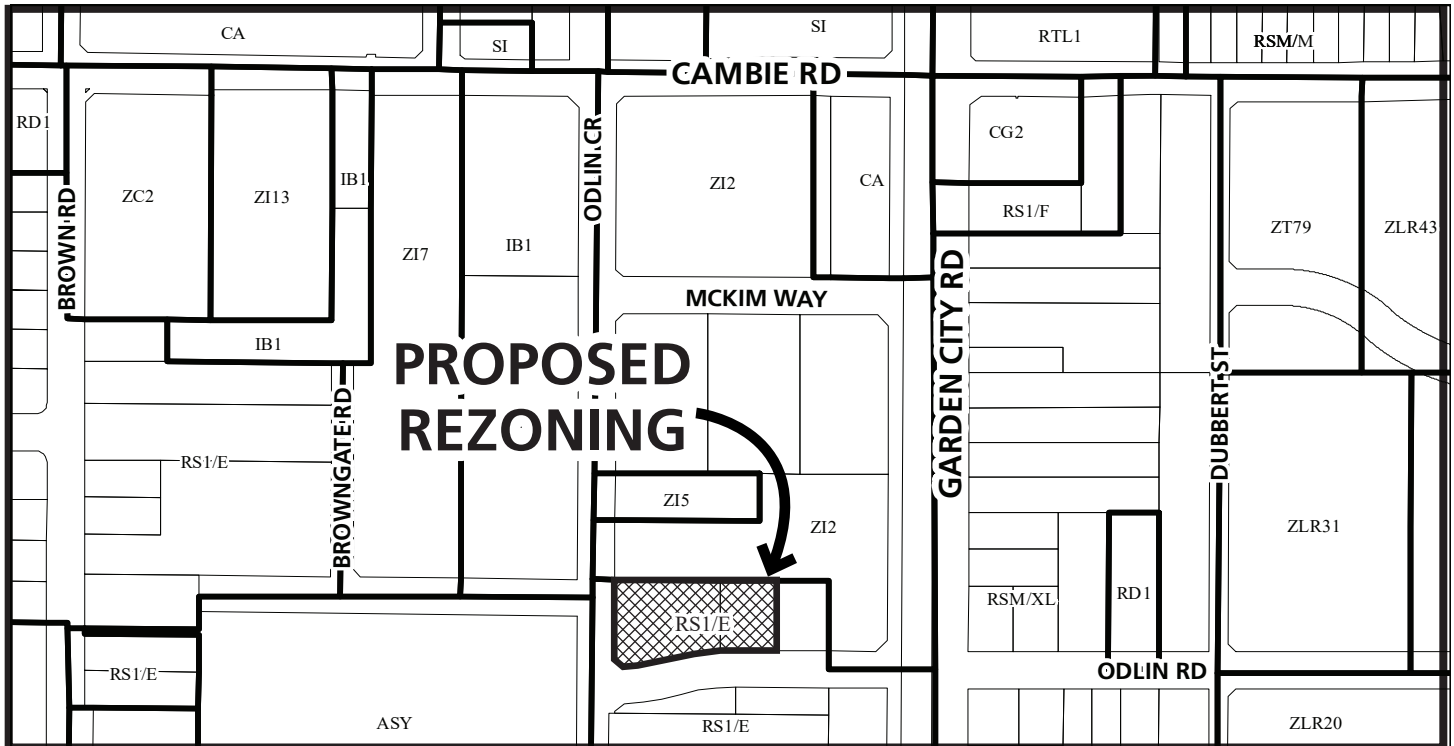 CA
SI
SI
RTL1
RSM/M
CAMBIE RD
RD1
ZC2
ZI13
IB1
ZI7
IB1
ODLIN CR
ZI2
CA
CG2
RS1/F
ZT79
ZLR43
BROWN RD
MCKIM WAY
GARDEN CITY RD
IB1
PROPOSED
REZONING
BROWNGATE RD
RS1/E
ZI5
ZI2
DUBBERT ST
ZLR31
RS1/E
RSM/XL
RD1
RS1/E
ODLIN RD
ASY
RS1/E
ZLR20